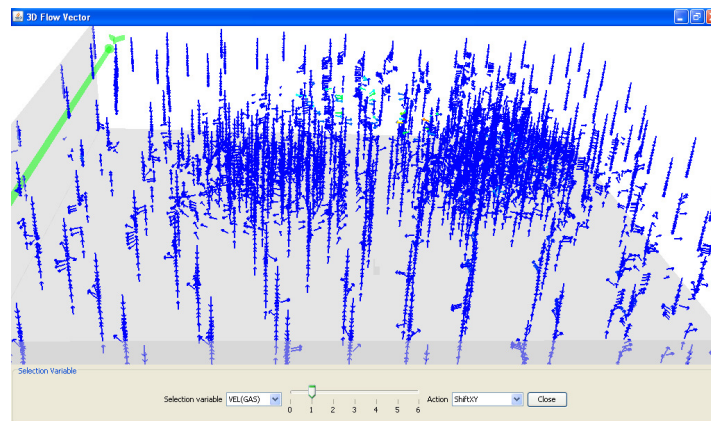 3D Flow Vector
Selection Variable
Selection variable VEL(GAS) 0 1 2 3 4 5 6 Action ShiftXY Close